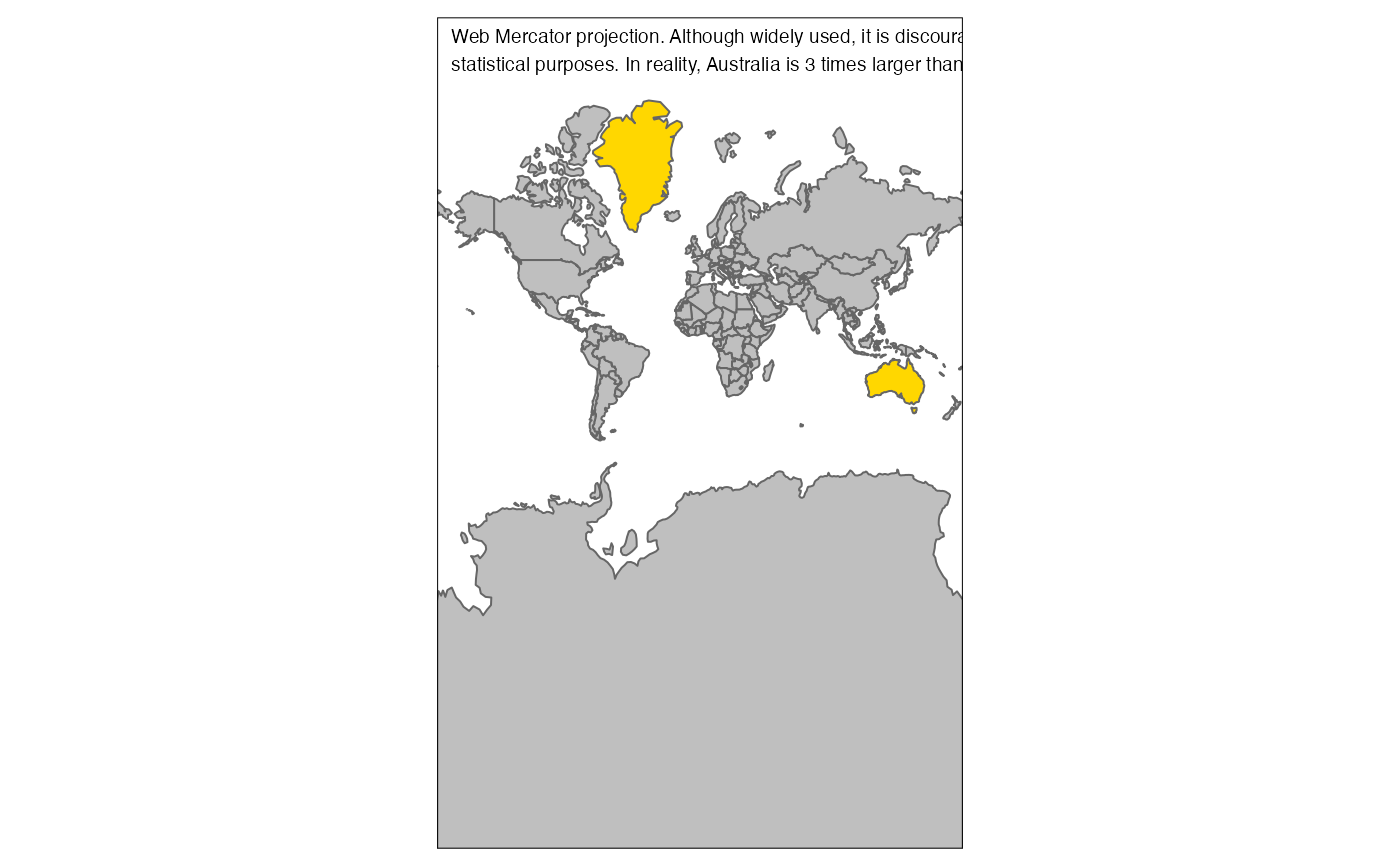 Web Mercator projection. Although widely used, it is discoura
statistical purposes. In reality, Australia is 3 times larger than